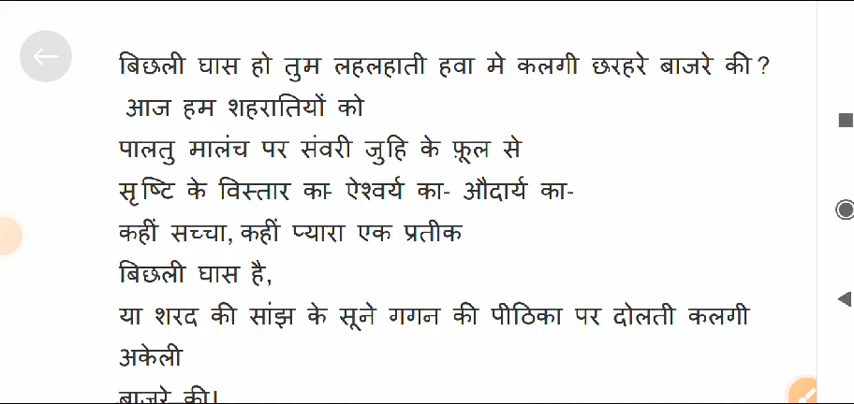 बिछली घास हो तुम लहलहाती हवा मे कलगी छरहरे बाजरे की?
आज हम शहरातियों को
पालतु मालंच पर संवरी जुहि के फ़ूल से
सृष्टि के विस्तार का- ऐश्वर्य का- औदार्य का-
कहीं सच्चा, कहीं प्यारा एक प्रतीक
बिछली घास है,
या शरद की सांझ के सूने गगन की पीठिका पर दोलती कलगी
अकेली
बाजरे की।